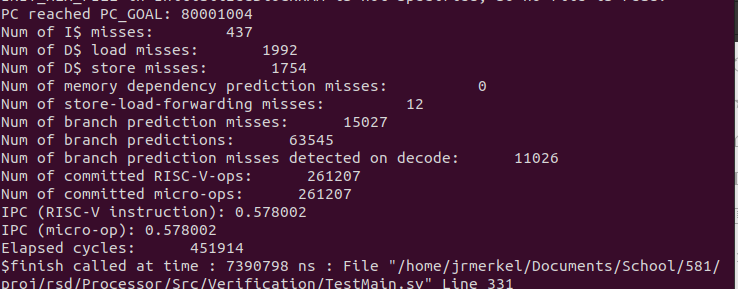 PC reached PC_GOAL: 80001004
Num of I$ misses:         437
Num of D$ load misses:        1992
Num of D$ store misses:        1754
Num of memory dependency prediction misses:           0
Num of store-load-forwarding misses:          12
Num of branch prediction misses:       15027
Num of branch predictions:       63545
Num of branch prediction misses detected on decode:       11026
Num of committed RISC-V-ops:       261207
Num of committed micro-ops:       261207
IPC (RISC-V instruction): 0.578002
IPC (micro-op): 0.578002
Elapsed cycles:       451914
$finish called at time : 7390798 ns : File "/home/jrmerkel/Documents/School/581/
proj/rsd/Processor/Src/Verification/TestMain.sv" Line 331